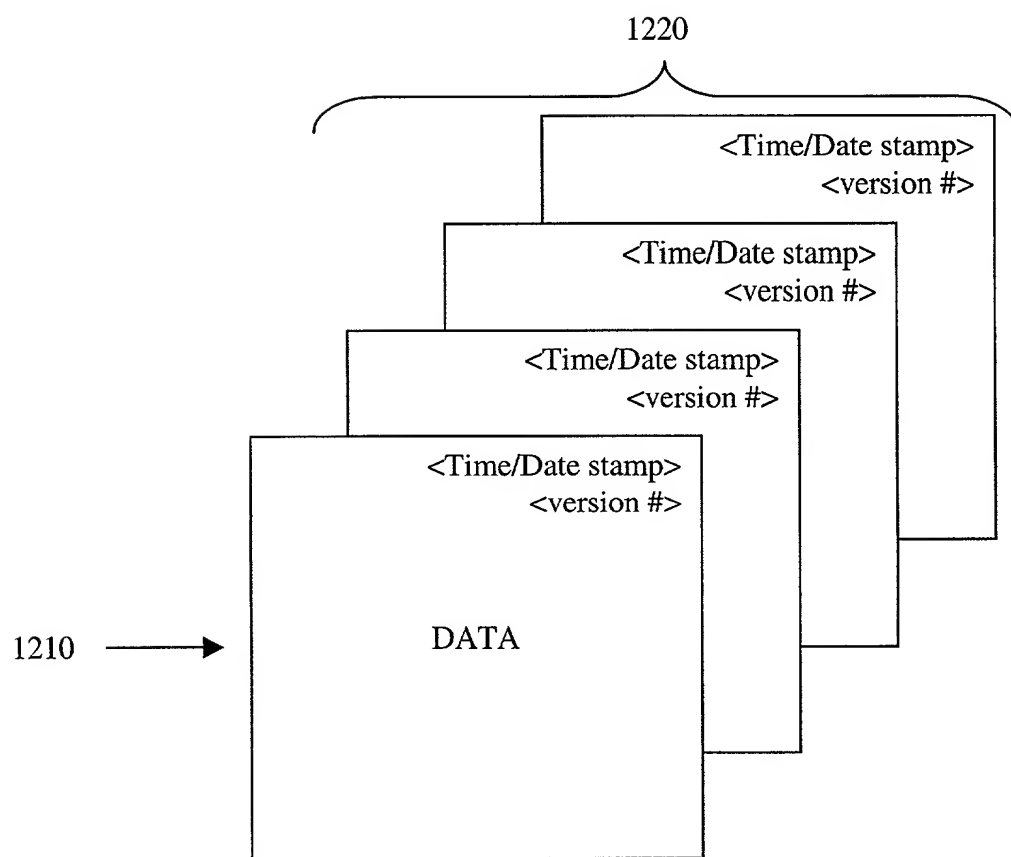 1220
<Time/Date stamp>
<version #>
<Time/Date stamp>
<version #>
<Time/Date stamp>
<version #>
<Time/Date stamp>
<version #>
1210
DATA